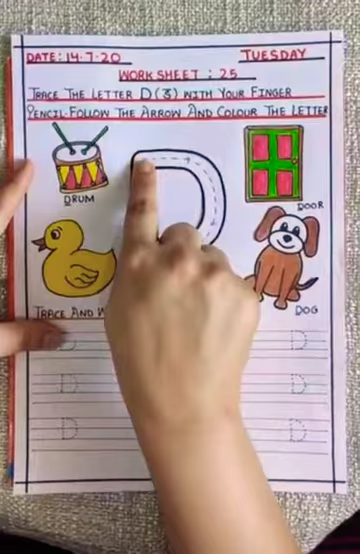 DATE: 14-7-20
TUESDAY
WORK SHEET : 25
TRACE THE LETTER D (ड) WITH YOUR FINGER
PENCIL. FOLLOW THE ARROW AND COLOUR THE LETTER
DRUM
DOOR
D
DOG
TRACE AND
D D
D D
D D